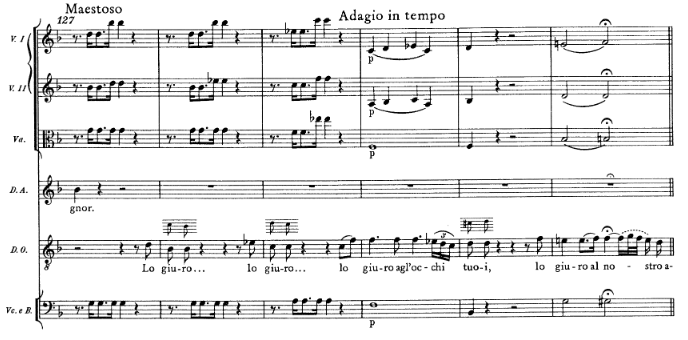 Maestoso
127
Adagio in tempo
V. I
p
V. II
p
Va.
p
D. A.
gnor.
D. O.
Lo giu-ro... lo giu-ro... lo giu-ro agl'oc-chi tuo-i, lo giu-ro al no-stro a-
Vc. e B.
p